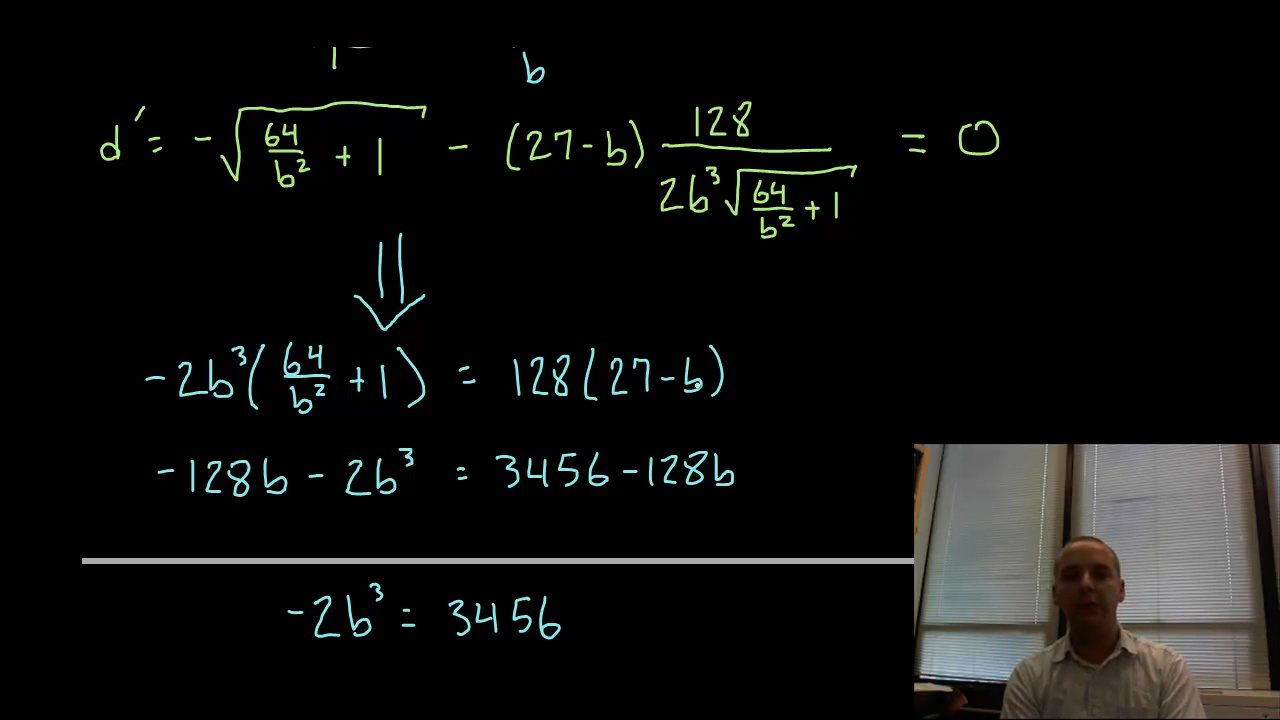 b
d' = -√(64/b² + 1) - (27-b) 128/(2b³√(64/b² + 1)) = 0
-2b³(64/b² + 1) = 128(27-b)
-128b - 2b³ = 3456 - 128b
-2b³ = 3456